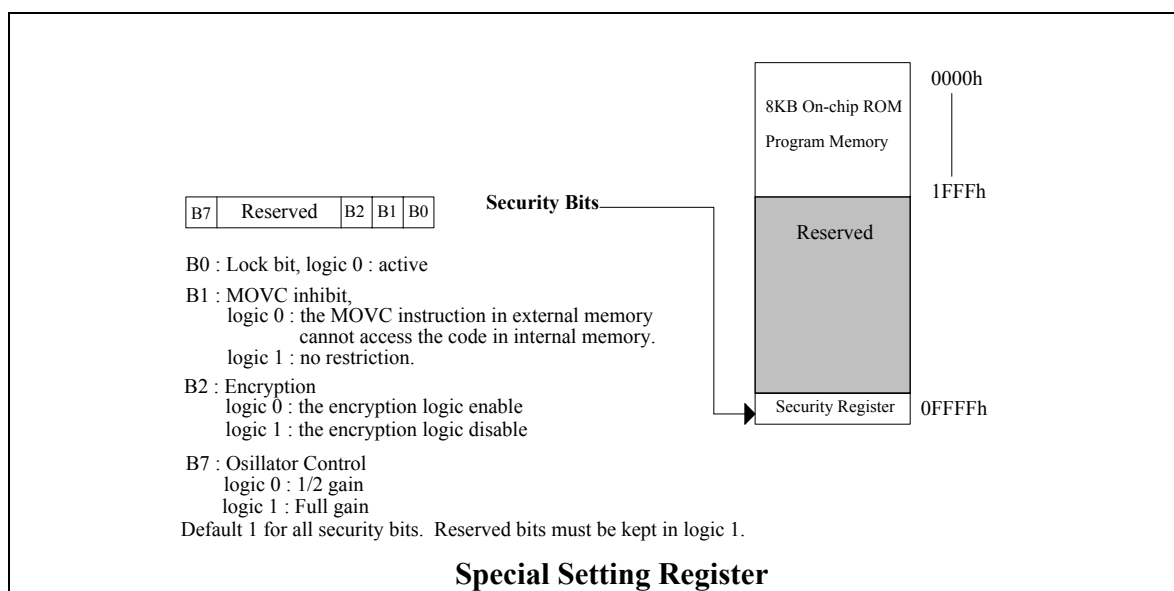 B7 Reserved B2 B1 B0
B0 : Lock bit, logic 0 : active
B1 : MOVC inhibit,
logic 0 : the MOVC instruction in external memory
cannot access the code in internal memory.
logic 1 : no restriction.
B2 : Encryption
logic 0 : the encryption logic enable
logic 1 : the encryption logic disable
B7 : Osillator Control
logic 0 : 1/2 gain
logic 1 : Full gain
Default 1 for all security bits. Reserved bits must be kept in logic 1.
Security Bits
8KB On-chip ROM
Program Memory
0000h
1FFFh
Reserved
Security Register
0FFFFh
Special Setting Register